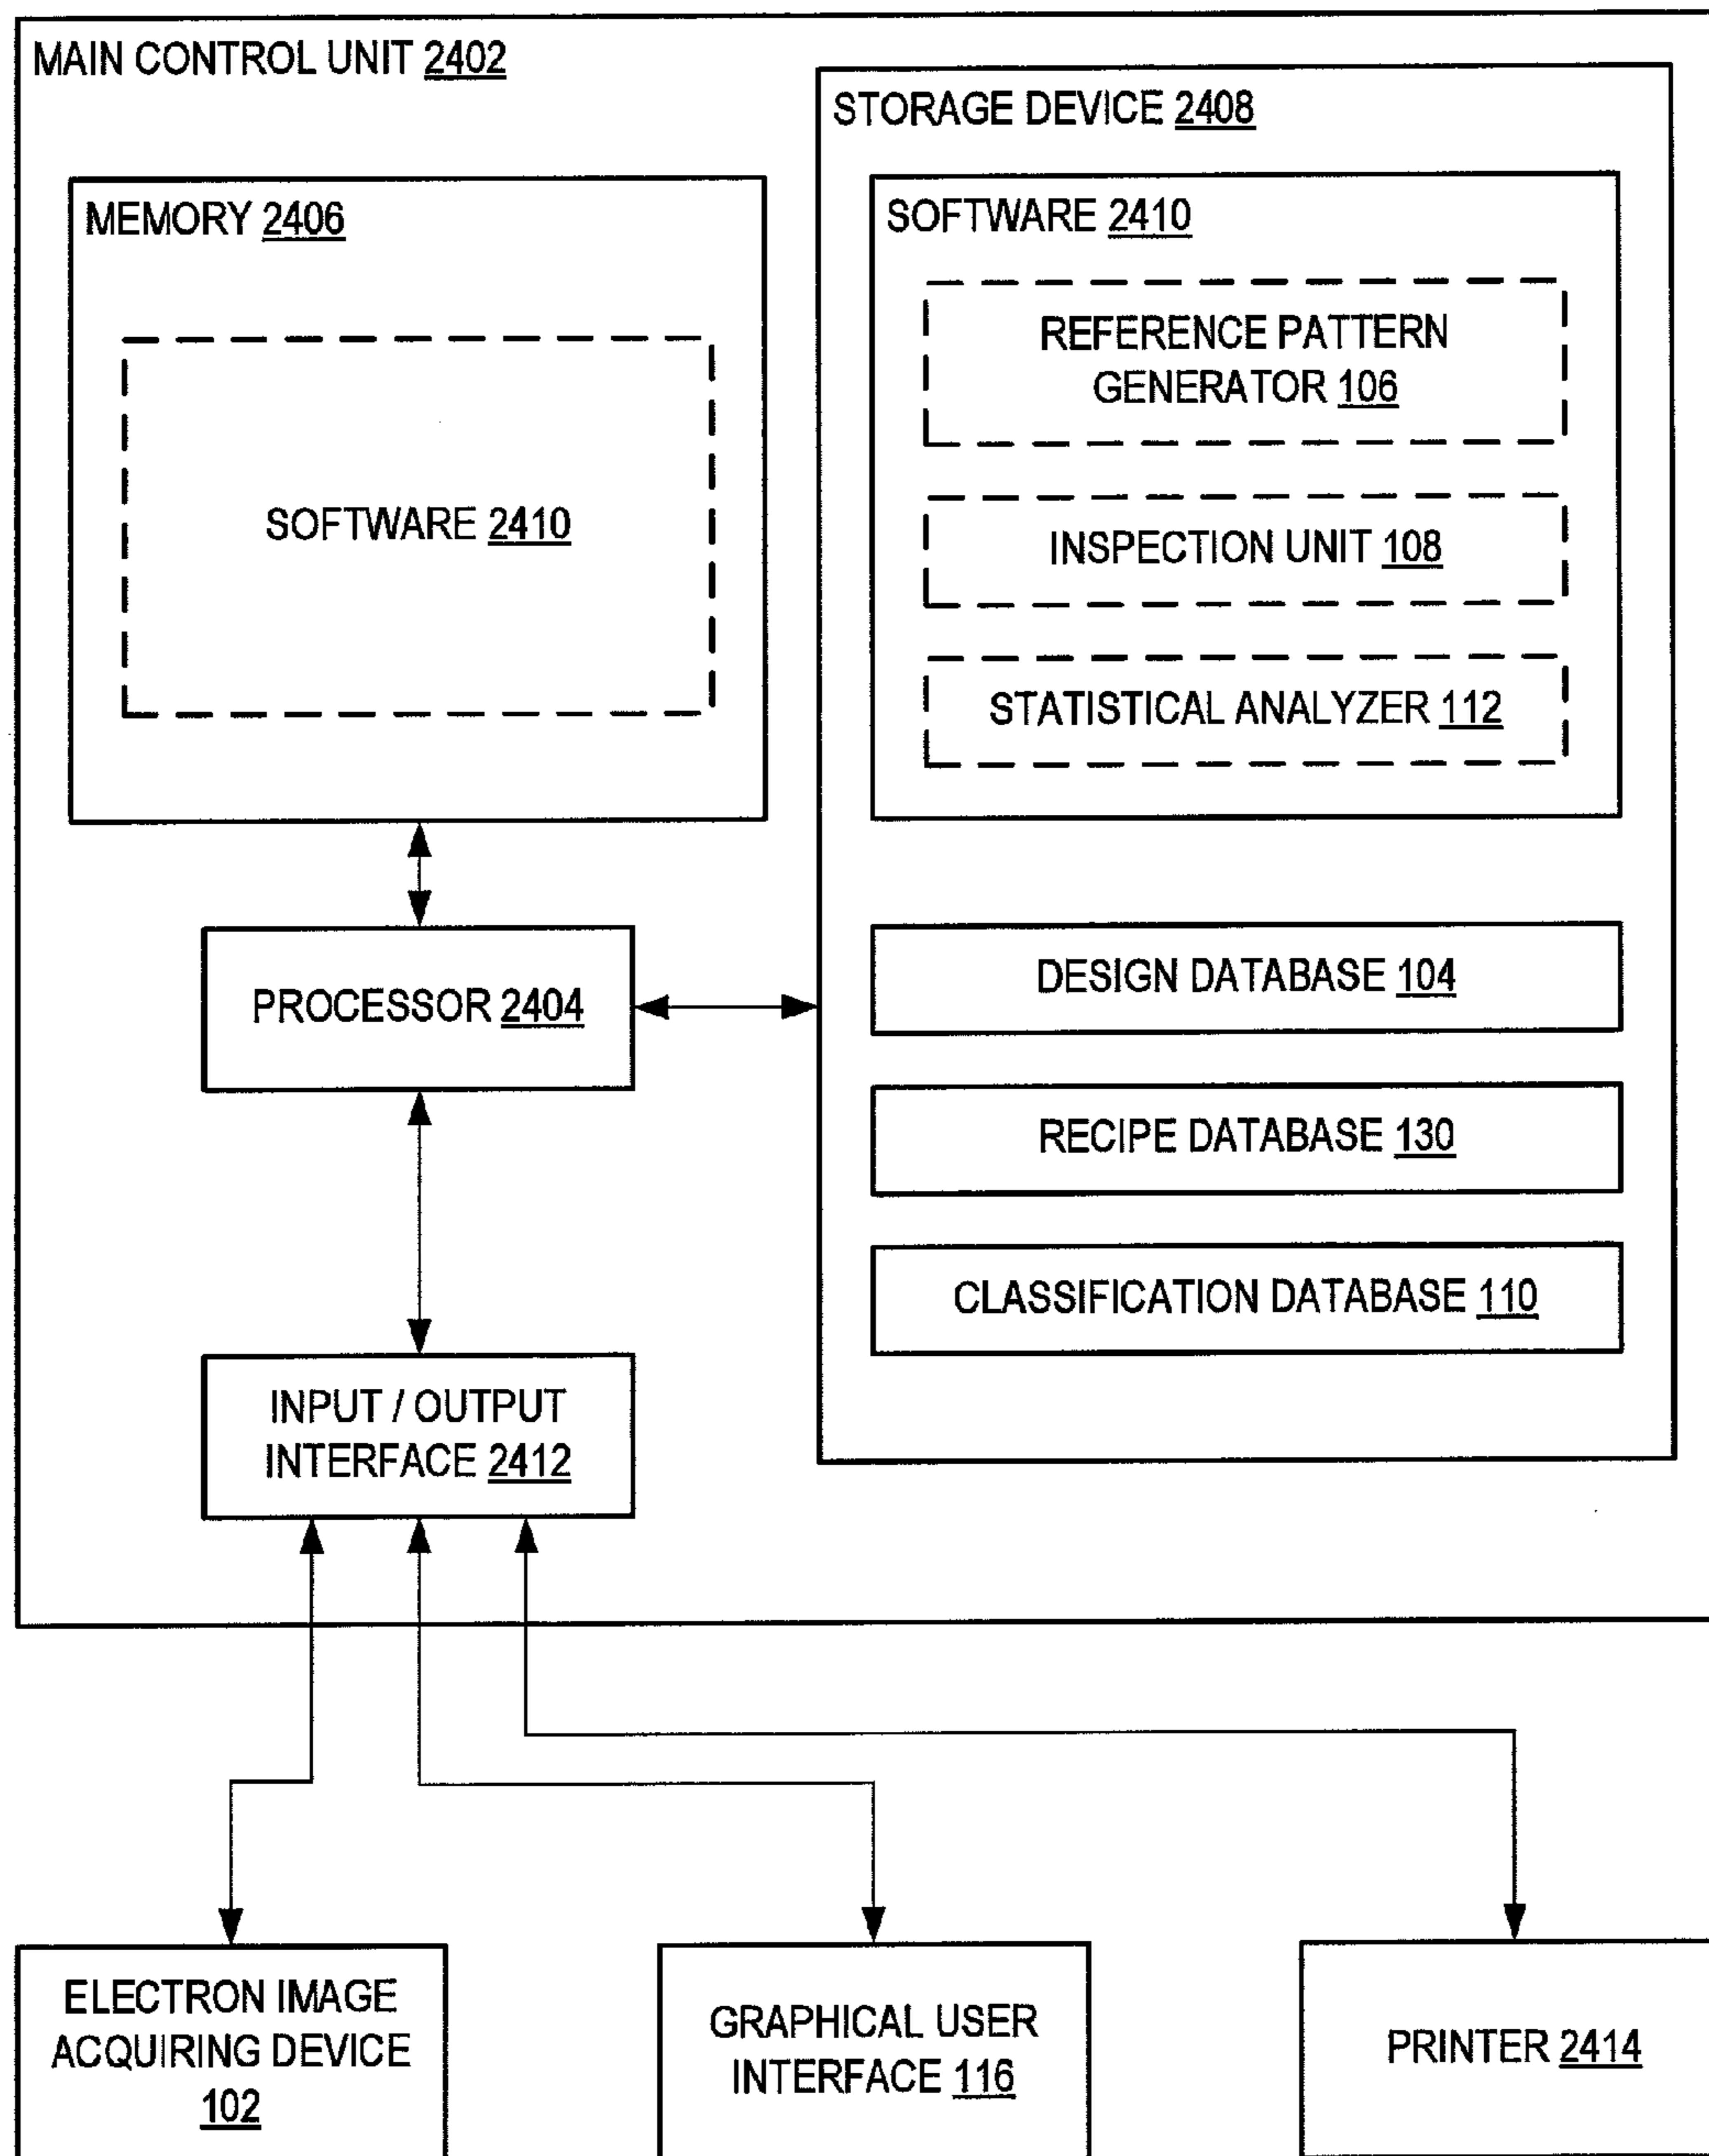 MAIN CONTROL UNIT 2402
STORAGE DEVICE 2408
MEMORY 2406
SOFTWARE 2410
SOFTWARE 2410
REFERENCE PATTERN
GENERATOR 106
INSPECTION UNIT 108
STATISTICAL ANALYZER 112
PROCESSOR 2404
DESIGN DATABASE 104
RECIPE DATABASE 130
CLASSIFICATION DATABASE 110
INPUT / OUTPUT
INTERFACE 2412
ELECTRON IMAGE
ACQUIRING DEVICE
102
GRAPHICAL USER
INTERFACE 116
PRINTER 2414